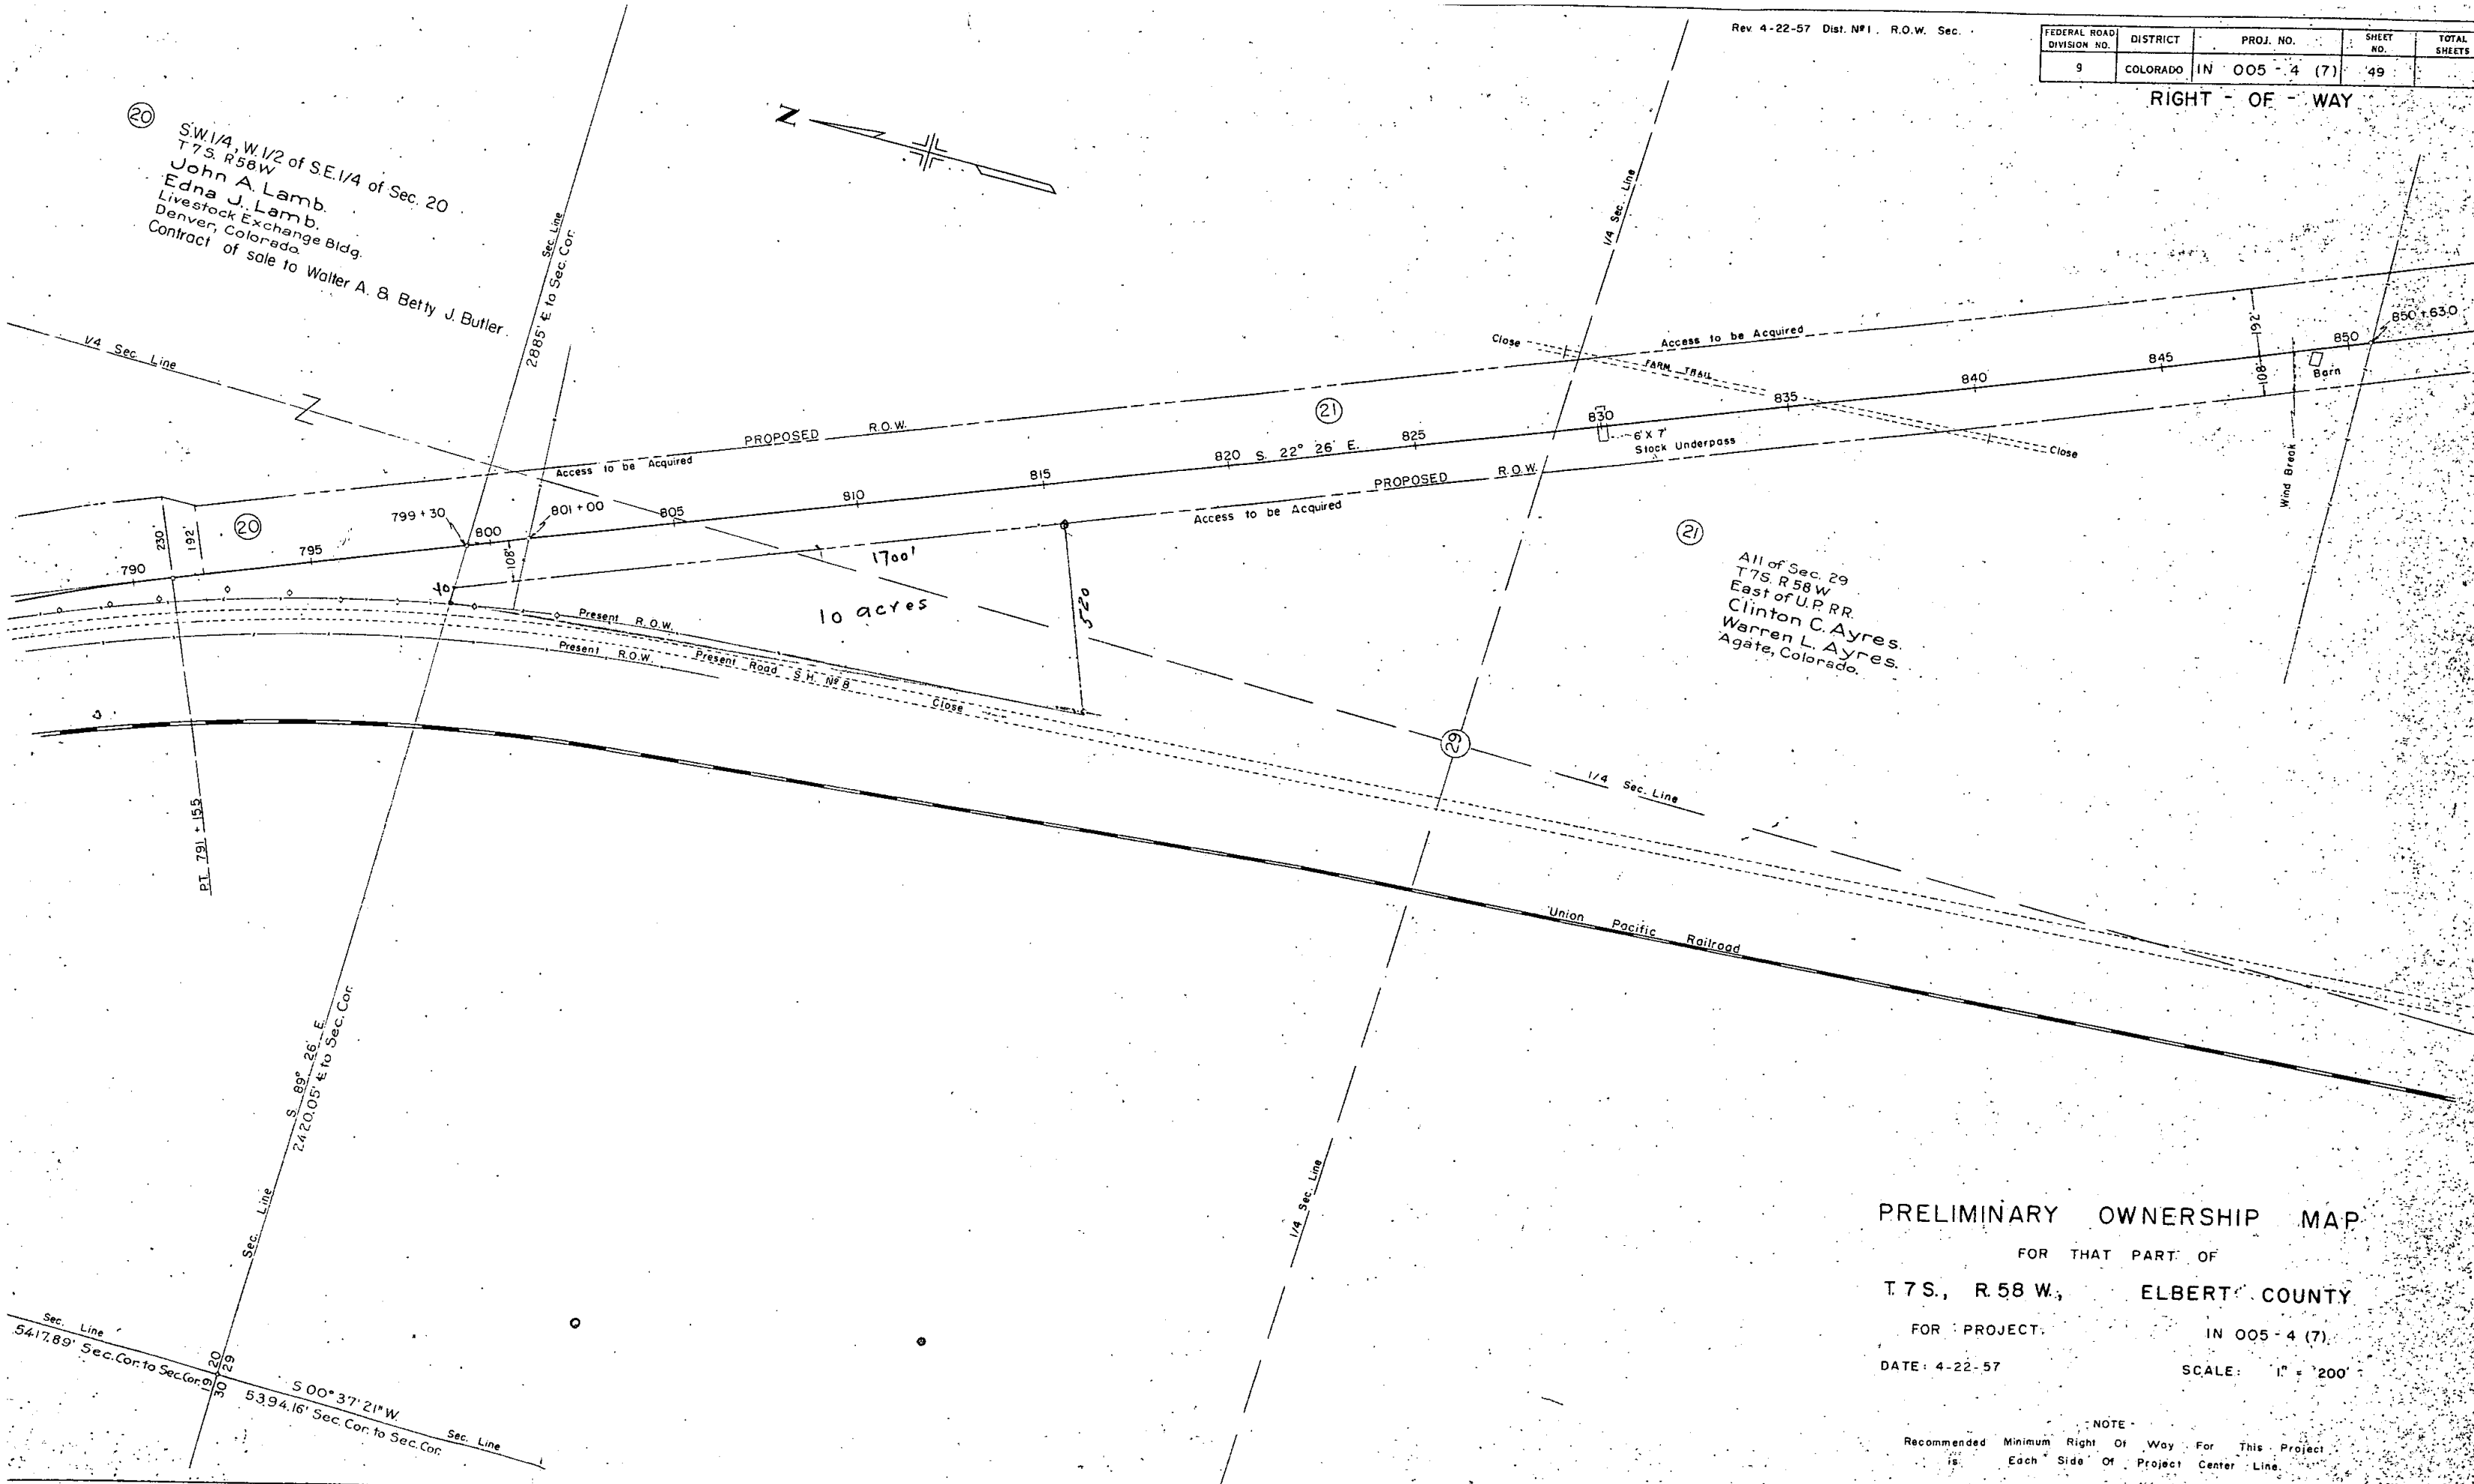 Rev. 4-22-57 Dist. Nº 1. R.O.W. Sec.
FEDERAL ROAD DIVISION NO. DISTRICT PROJ. NO. SHEET NO. TOTAL SHEETS
9 COLORADO IN 005-4 (7) 49
RIGHT - OF - WAY
20
S.W.1/4, W.1/2 of S.E.1/4 of Sec. 20
T7S. R58W
John A. Lamb.
Edna J. Lamb.
Livestock Exchange Bldg.
Denver, Colorado.
Contract of sale to Walter A. & Betty J. Butler.
N
1/4 Sec. Line
Sec. Line
2885' ℄ to Sec. Cor.
1/4 Sec. Line
Close
Access to be Acquired
FARM TRAIL
Close
192'
108'
Wind Break
Barn
850+63.0
850
845
840
835
830
6'X 7'
Stock Underpass
825
S. 22° 26' E.
820
815
810
805
801+00
800
799+30
795
790
21
PROPOSED R.O.W.
Access to be Acquired
PROPOSED R.O.W.
Access to be Acquired
20
230'
192'
108'
40
1700'
10 acres
520
Present R.O.W.
Present R.O.W.
Present Road S.H. Nº 8
Close
P.T. 791 + 15.5
21
All of Sec. 29
T7S. R58W
East of U.P. RR.
Clinton C. Ayres.
Warren L. Ayres.
Agate, Colorado.
29
1/4 Sec. Line
Union Pacific Railroad
S 89° 26' E
2420.05' ℄ to Sec. Cor.
Sec. Line
1/4 Sec. Line
Sec. Line
5417.89' Sec. Cor. to Sec. Cor.
20
29
19
30
S 00° 37' 21" W.
5394.16' Sec. Cor. to Sec. Cor.
Sec. Line
PRELIMINARY OWNERSHIP MAP
FOR THAT PART OF
T. 7 S., R. 58 W., ELBERT COUNTY
FOR PROJECT: IN 005-4 (7)
DATE: 4-22-57 SCALE: 1" = 200'
- NOTE -
Recommended Minimum Right Of Way For This Project
is Each Side Of Project Center Line.